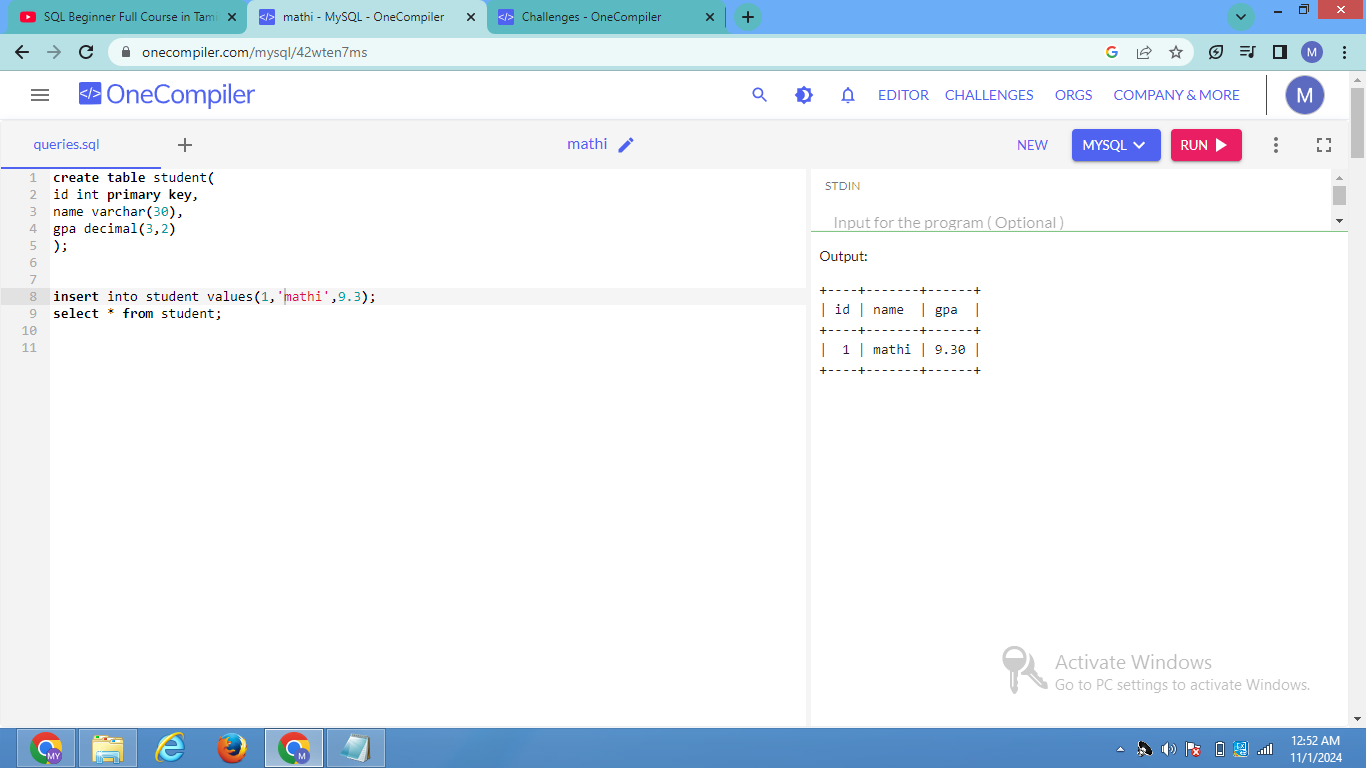 SQL Beginner Full Course in Tami
mathi - MySQL - OneCompiler
Challenges - OneCompiler
onecompiler.com/mysql/42wten7ms
M
</> OneCompiler
EDITOR CHALLENGES ORGS COMPANY & MORE M
queries.sql + mathi NEW MYSQL RUN
1 create table student(
2 id int primary key,
3 name varchar(30),
4 gpa decimal(3,2)
5 );
6
7
8 insert into student values(1,'mathi',9.3);
9 select * from student;
10
11
STDIN
Input for the program ( Optional )
Output:
+----+-------+------+
| id | name  | gpa  |
+----+-------+------+
|  1 | mathi | 9.30 |
+----+-------+------+
Activate Windows
Go to PC settings to activate Windows.
MY
M
12:52 AM
11/1/2024